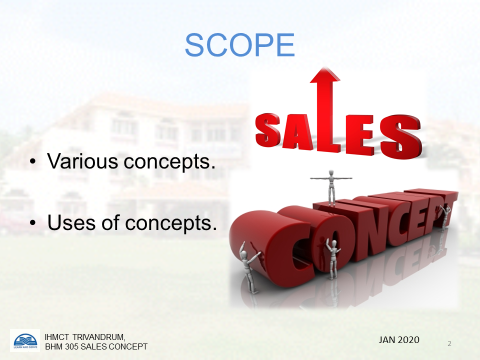 SCOPE
SALES
• Various concepts.
• Uses of concepts.
CONCEPT
IHMCT TRIVANDRUM,
BHM 305 SALES CONCEPT
JAN 2020
2